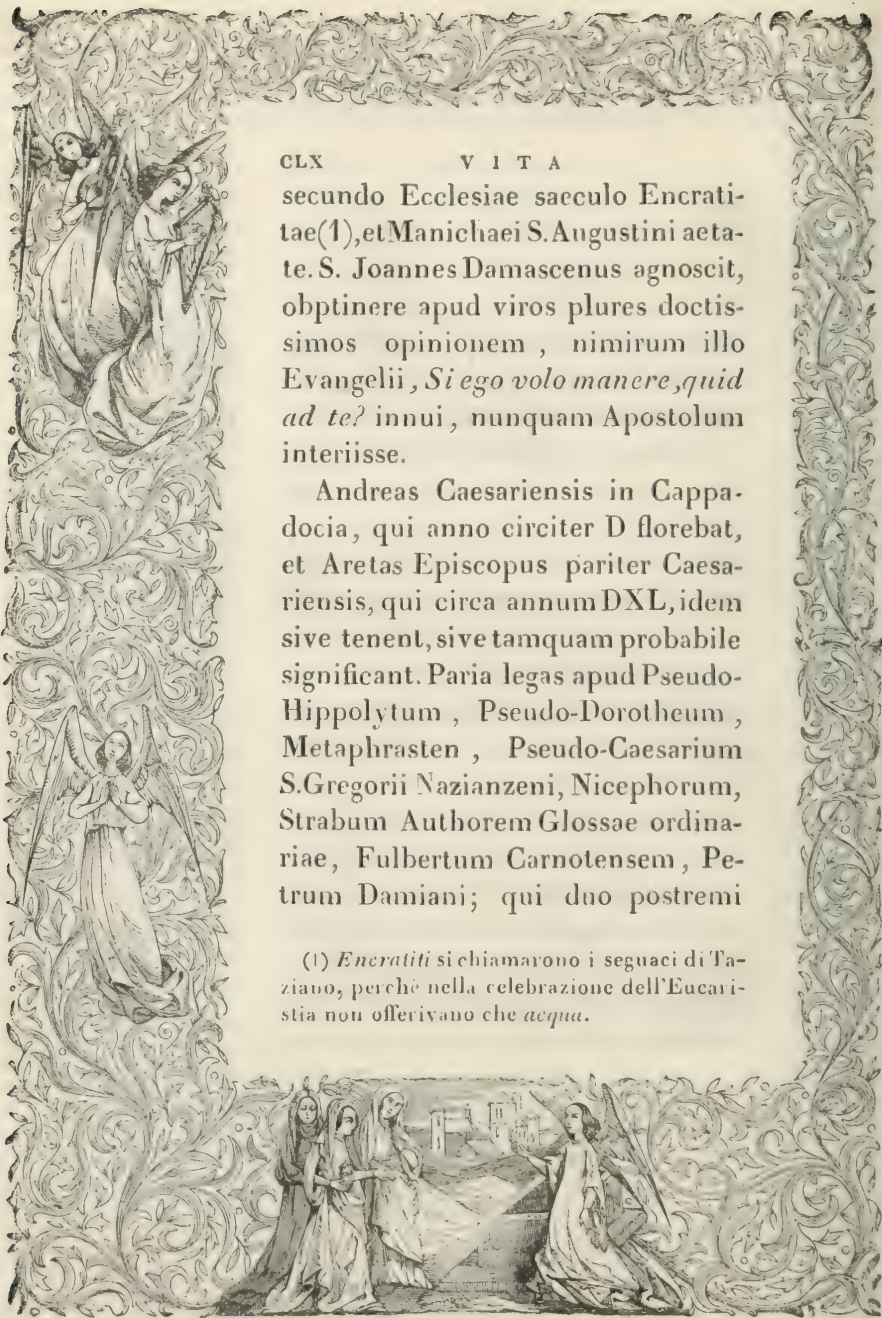 CLX V I T A
secundo Ecclesiae saeculo Encrati-
tae(1),et Manichaei S. Augustini aeta-
te. S. Joannes Damascenus agnoscit,
obptinere apud viros plures doctis-
simos opinionem , nimirum illo
Evangelii, Si ego volo manere, quid
ad te? innui, nunquam Apostolum
interiisse.
Andreas Caesariensis in Cappa-
docia, qui anno circiter D florebat,
et Aretas Episcopus pariter Caesa-
riensis, qui circa annum DXL, idem
sive tenent, sive tamquam probabile
significant. Paria legas apud Pseudo-
Hippolytum , Pseudo-Dorotheum ,
Metaphrasten , Pseudo-Caesarium
S. Gregorii Nazianzeni, Nicephorum,
Strabum Authorem Glossae ordina-
riae, Fulbertum Carnotensem , Pe-
trum Damiani; qui duo postremi
(1) Encratiti si chiamarono i seguaci di Ta-
ziano, perchè nella celebrazione dell'Eucari-
stia non offerivano che acqua.